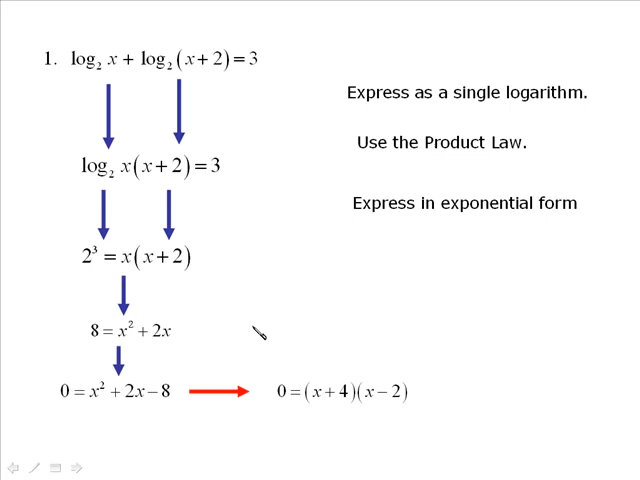 1. log₂ x + log₂ (x + 2) = 3
Express as a single logarithm.
Use the Product Law.
log₂ x(x + 2) = 3
Express in exponential form
2³ = x(x + 2)
8 = x² + 2x
0 = x² + 2x − 8
0 = (x + 4)(x − 2)